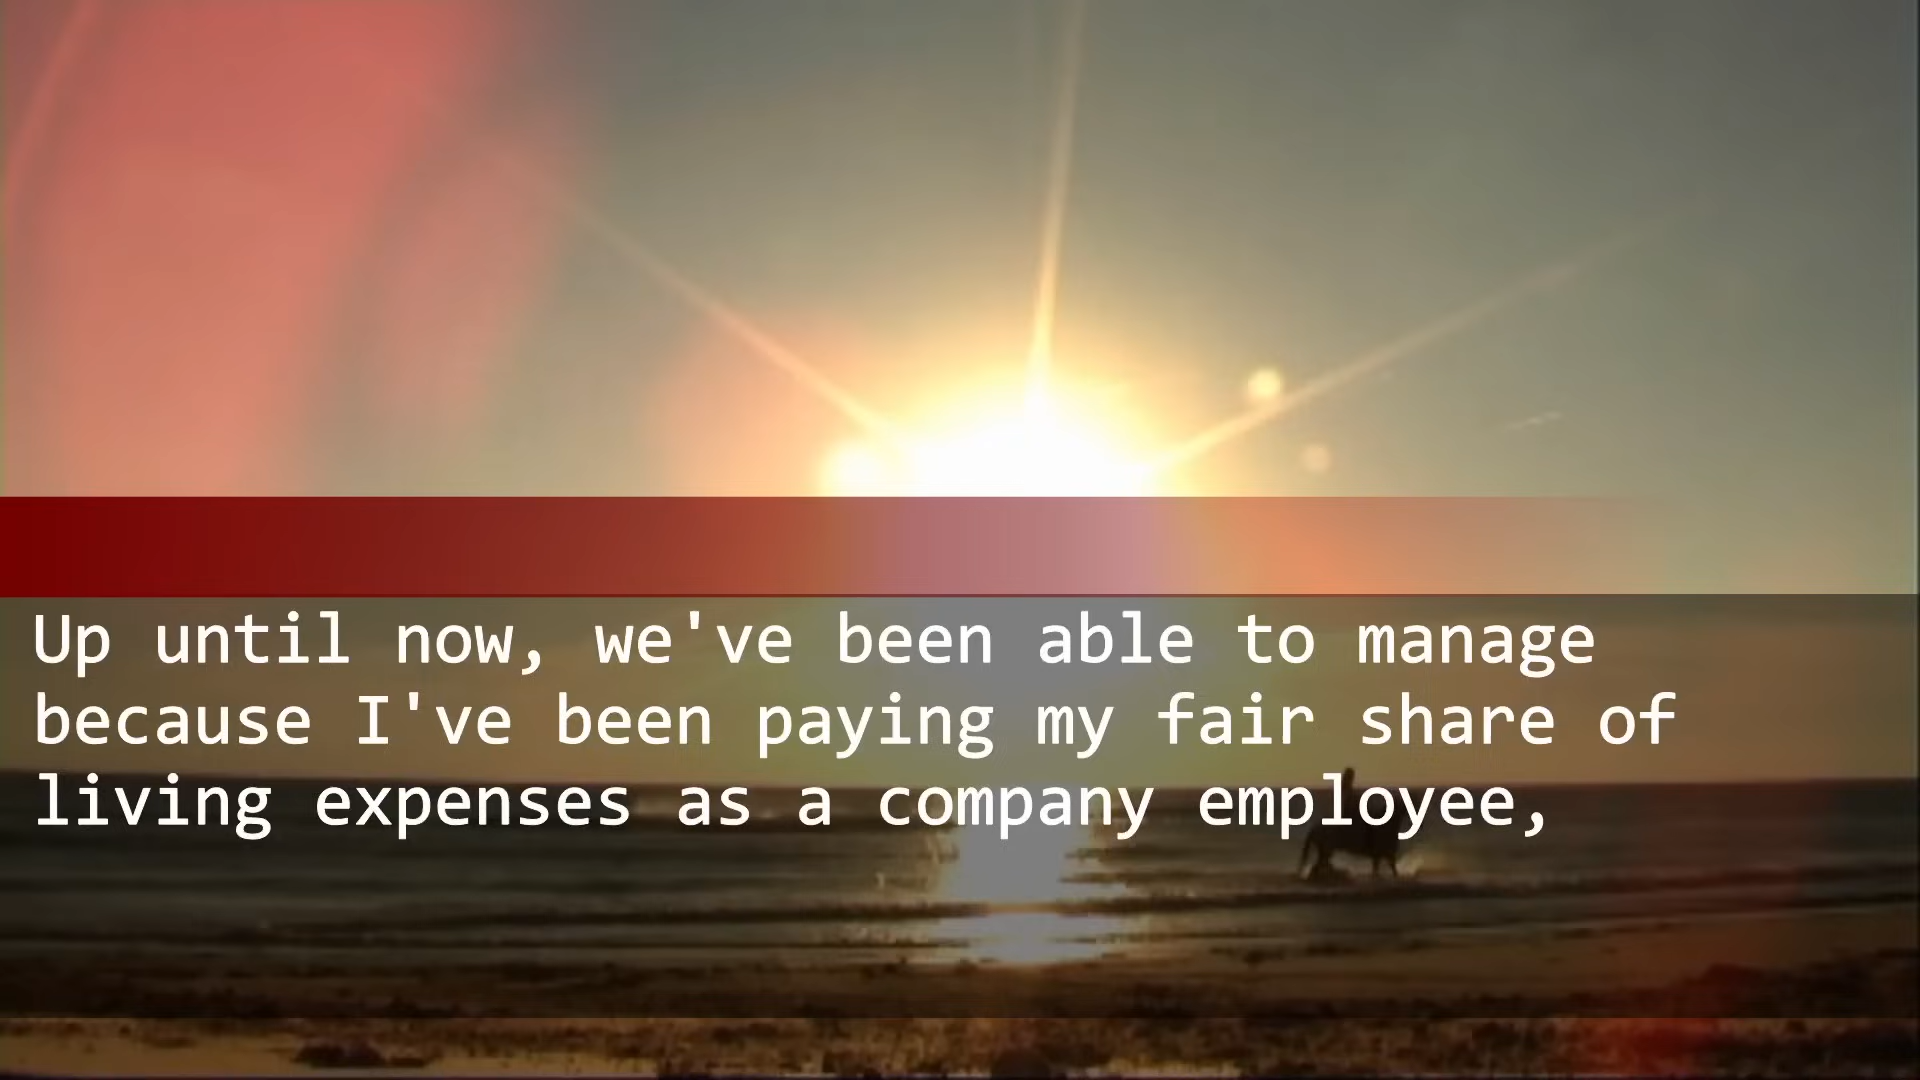 Up until now, we've been able to manage
because I've been paying my fair share of
living expenses as a company employee,